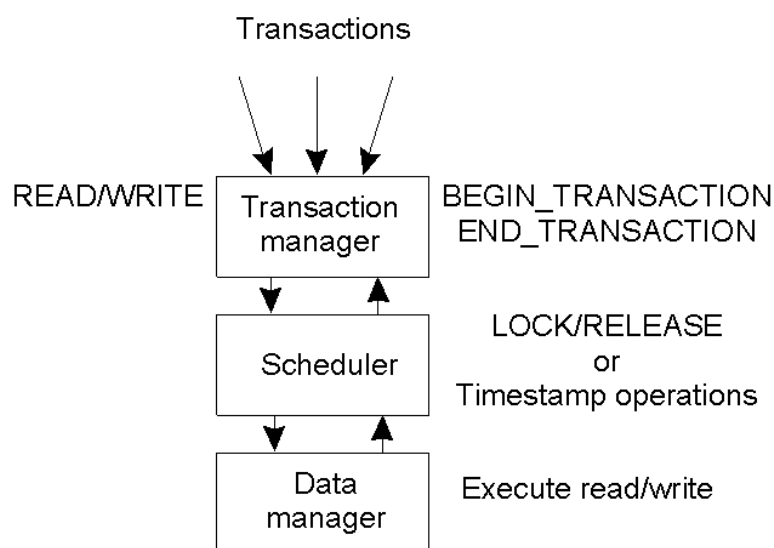 Transactions
READ/WRITE
Transaction
manager
BEGIN_TRANSACTION
END_TRANSACTION
Scheduler
LOCK/RELEASE
or
Timestamp operations
Data
manager
Execute read/write